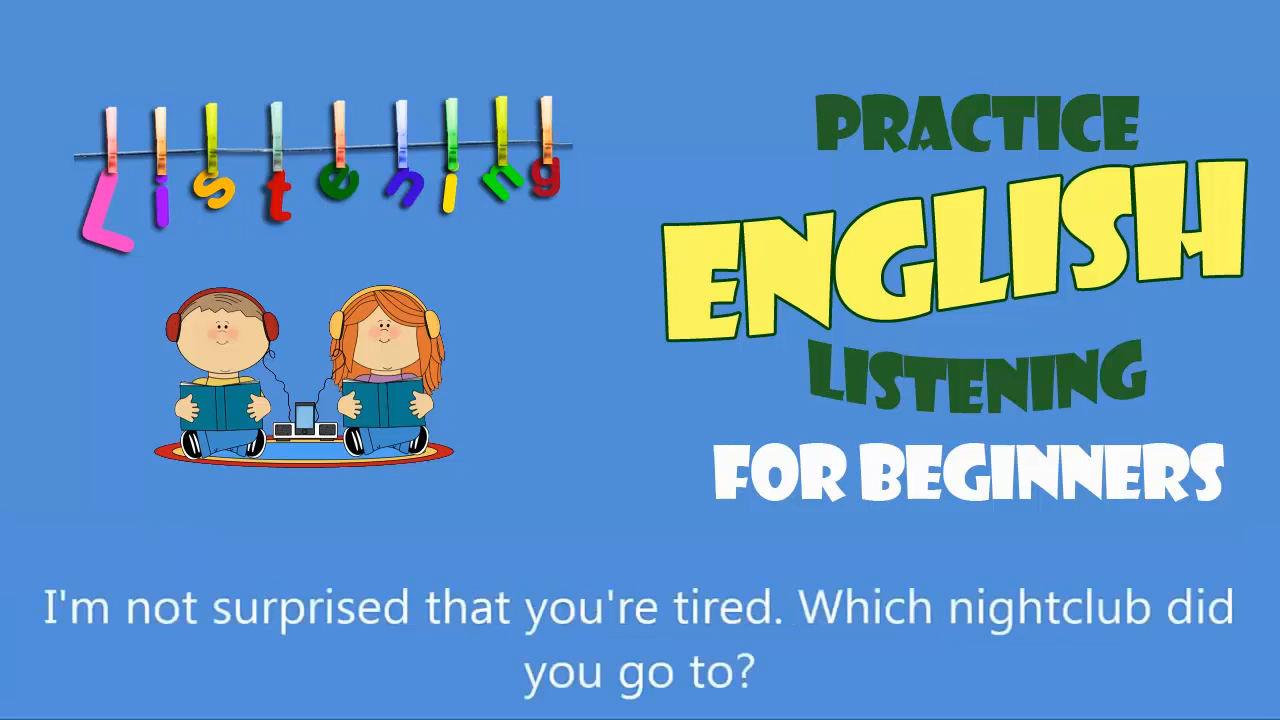 Listening
PRACTICE
ENGLISH
LISTENING
FOR BEGINNERS
I'm not surprised that you're tired. Which nightclub did
you go to?